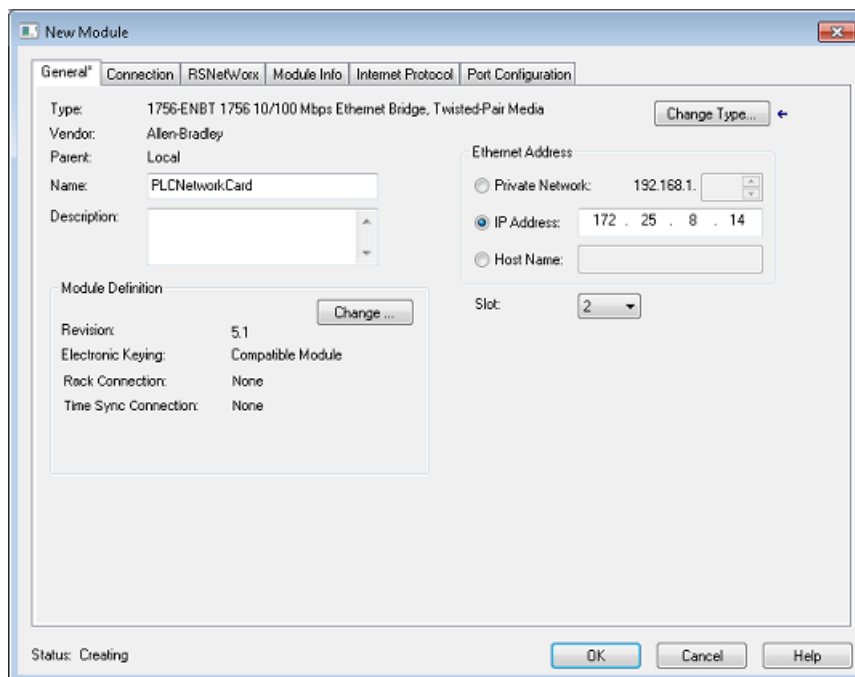 New Module
General* Connection RSNetWorx Module Info Internet Protocol Port Configuration
Type: 1756-ENBT 1756 10/100 Mbps Ethernet Bridge, Twisted-Pair Media
Change Type...
Vendor: Allen-Bradley
Parent: Local
Name: PLCNetworkCard
Description:
Ethernet Address
Private Network: 192.168.1.
IP Address: 172 . 25 . 8 . 14
Host Name:
Slot: 2
Module Definition
Change ...
Revision: 5.1
Electronic Keying: Compatible Module
Rack Connection: None
Time Sync Connection: None
Status: Creating
OK Cancel Help